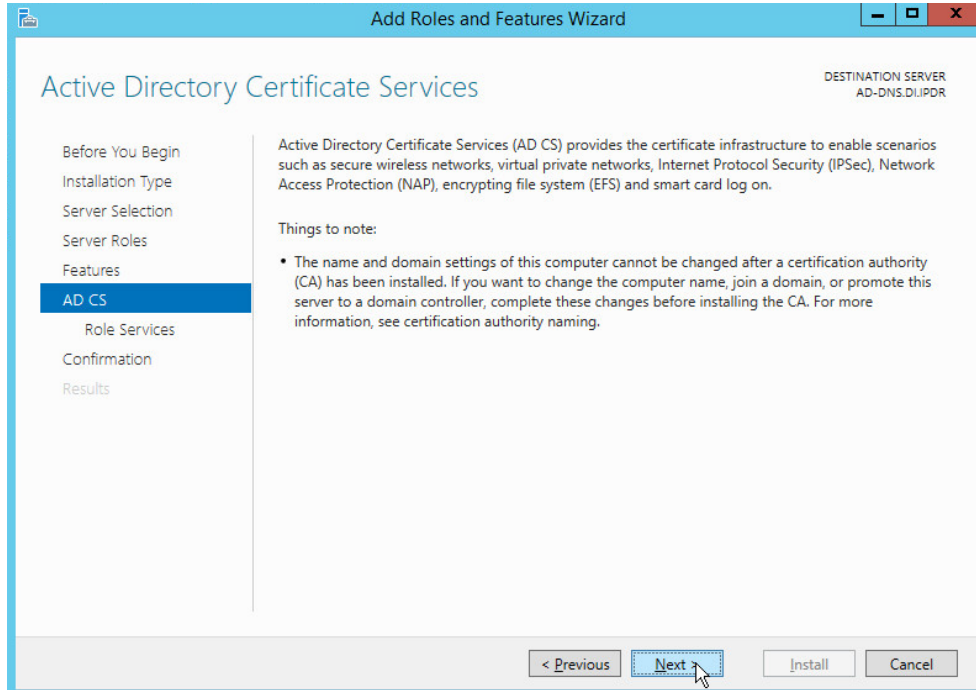 Add Roles and Features Wizard
x
Active Directory Certificate Services
DESTINATION SERVER
AD-DNS.DI.IPDR
Before You Begin
Installation Type
Server Selection
Server Roles
Features
AD CS
Role Services
Confirmation
Results
Active Directory Certificate Services (AD CS) provides the certificate infrastructure to enable scenarios
such as secure wireless networks, virtual private networks, Internet Protocol Security (IPSec), Network
Access Protection (NAP), encrypting file system (EFS) and smart card log on.
Things to note:
• The name and domain settings of this computer cannot be changed after a certification authority
(CA) has been installed. If you want to change the computer name, join a domain, or promote this
server to a domain controller, complete these changes before installing the CA. For more
information, see certification authority naming.
< Previous
Next >
Install
Cancel